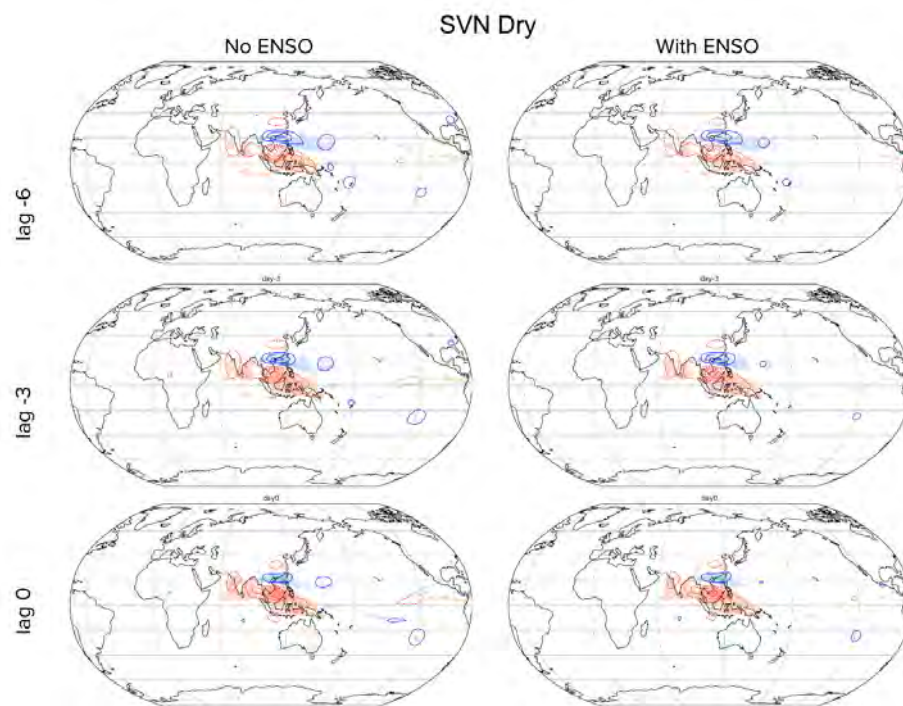 SVN Dry
No ENSO
With ENSO
lag -6
day-3
day-3
lag -3
day0
day0
lag 0